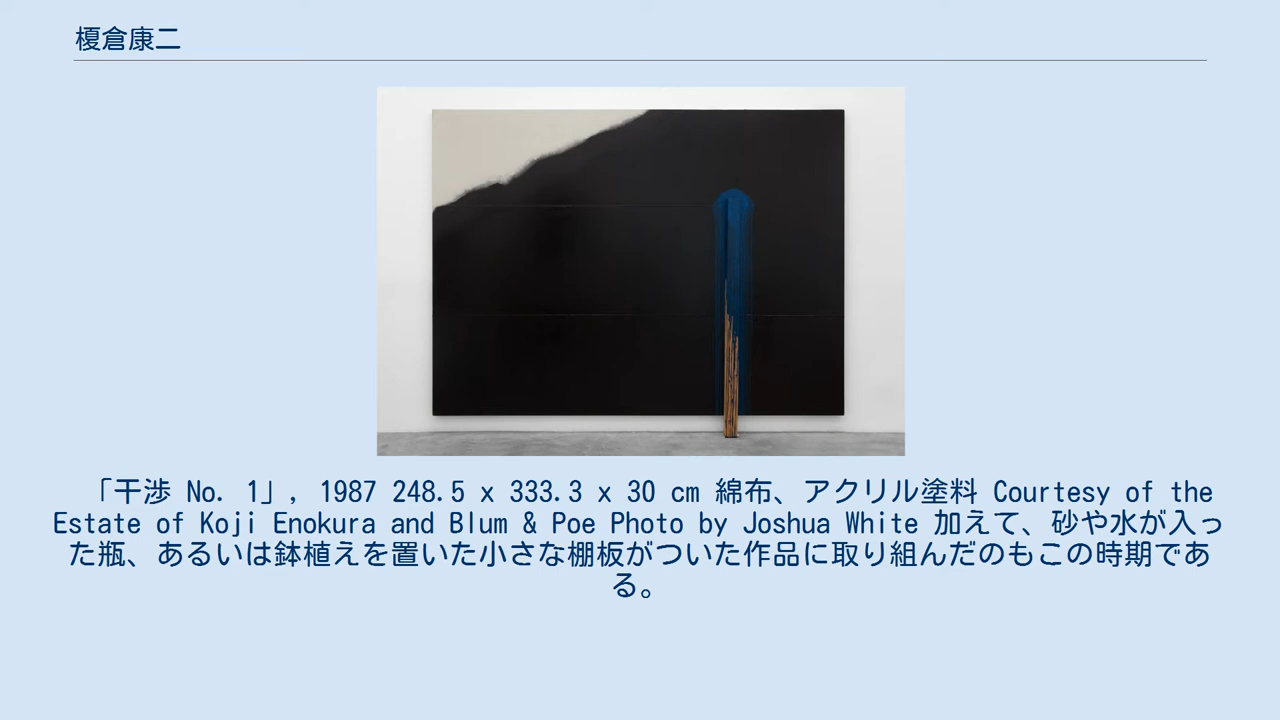 榎倉康二
「干渉 No. 1」, 1987 248.5 x 333.3 x 30 cm 綿布、アクリル塗料 Courtesy of the
Estate of Koji Enokura and Blum & Poe Photo by Joshua White 加えて、砂や水が入っ
た瓶、あるいは鉢植えを置いた小さな棚板がついた作品に取り組んだのもこの時期であ
る。